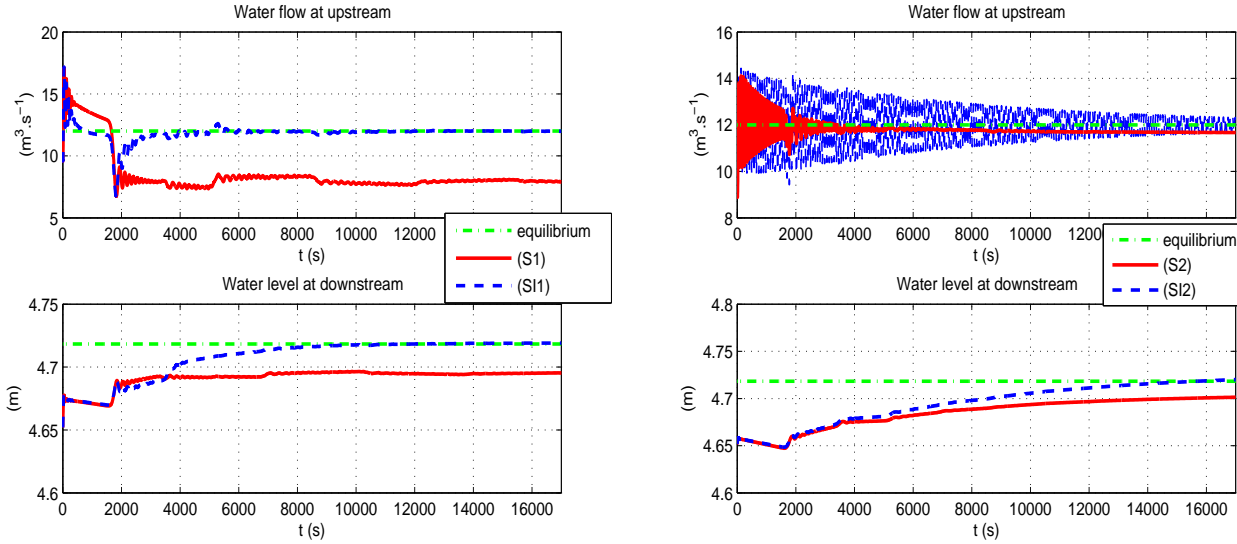 Water flow at upstream
20
15
10
5
(m³.s−1)
0 2000 4000 6000 8000 10000 12000
t (s)
equilibrium
(S1)
(SI1)
Water level at downstream
4.75
4.7
4.65
4.6
(m)
0 2000 4000 6000 8000 10000 12000 14000 16000
t (s)
Water flow at upstream
16
14
12
10
8
(m³.s−1)
0 2000 4000 6000 8000 10000 12000
t (s)
equilibrium
(S2)
(SI2)
Water level at downstream
4.8
4.75
4.7
4.65
4.6
(m)
0 2000 4000 6000 8000 10000 12000 14000 16000
t (s)